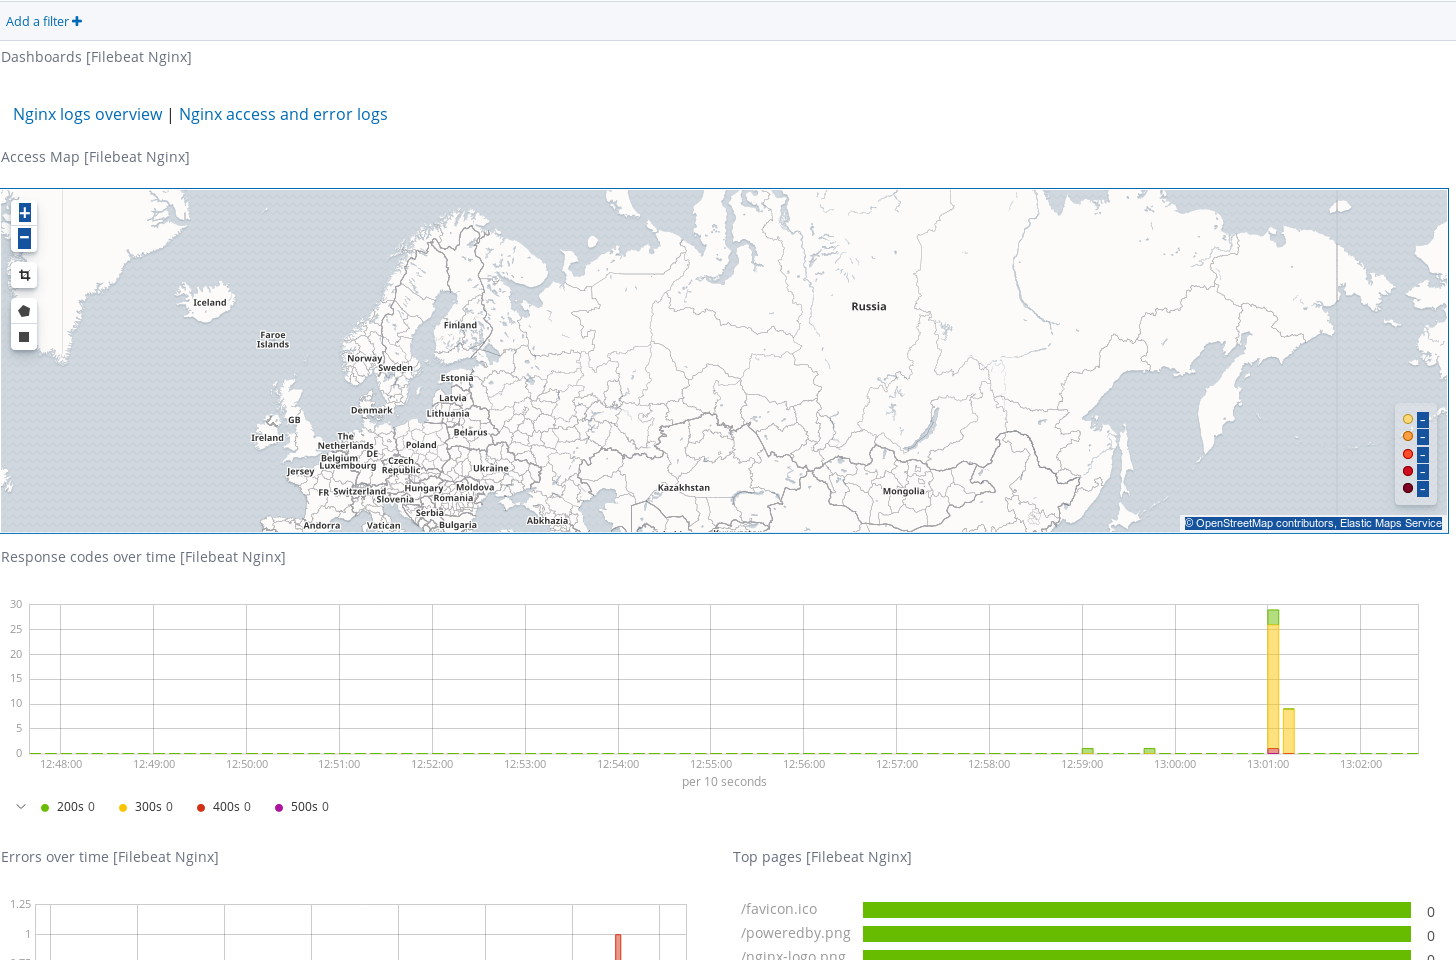 Add a filter +
Dashboards [Filebeat Nginx]
Nginx logs overview | Nginx access and error logs
Access Map [Filebeat Nginx]
+
−
Iceland
Russia
Faroe
Islands
Finland
Norway
Sweden
Estonia
Latvia
Denmark
Lithuania
GB
Belarus
Ireland
The
Netherlands
Poland
DE
Belgium
Czech
Republic
Luxembourg
Jersey
Ukraine
FR
Switzerland
Hungary
Moldova
Slovenia
Romania
Kazakhstan
Mongolia
Serbia
Andorra
Vatican
Bulgaria
Abkhazia
–
–
–
–
–
© OpenStreetMap contributors, Elastic Maps Service
Response codes over time [Filebeat Nginx]
30
25
20
15
10
5
0
12:48:00 12:49:00 12:50:00 12:51:00 12:52:00 12:53:00 12:54:00 12:55:00 12:56:00 12:57:00 12:58:00 12:59:00 13:00:00 13:01:00 13:02:00
per 10 seconds
200s 0 300s 0 400s 0 500s 0
Errors over time [Filebeat Nginx]
1.25
1
Top pages [Filebeat Nginx]
/favicon.ico 0
/poweredby.png 0
/nginx-logo.png 0